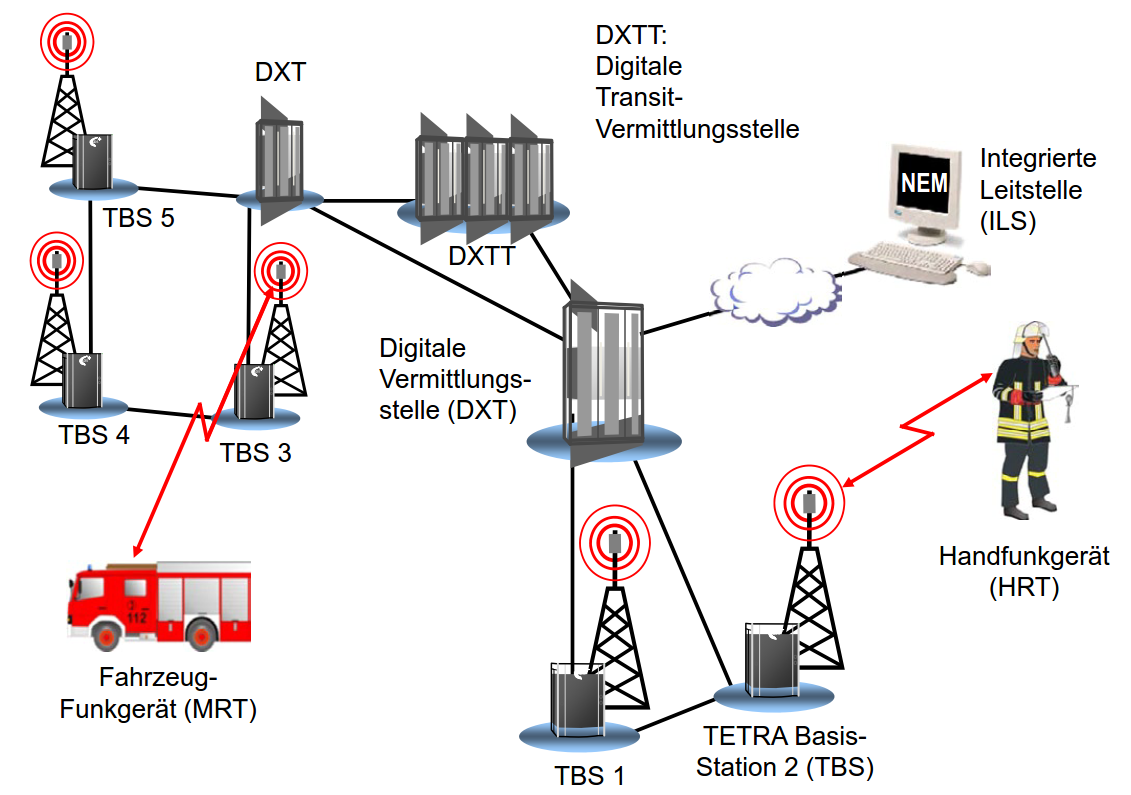 DXTT:
Digitale
Transit-
Vermittlungsstelle
DXT
Integrierte
Leitstelle
(ILS)
NEM
TBS 5
DXTT
Digitale
Vermittlungs-
stelle (DXT)
TBS 4
TBS 3
Handfunkgerät
(HRT)
112
Fahrzeug-
Funkgerät (MRT)
TETRA Basis-
Station 2 (TBS)
TBS 1